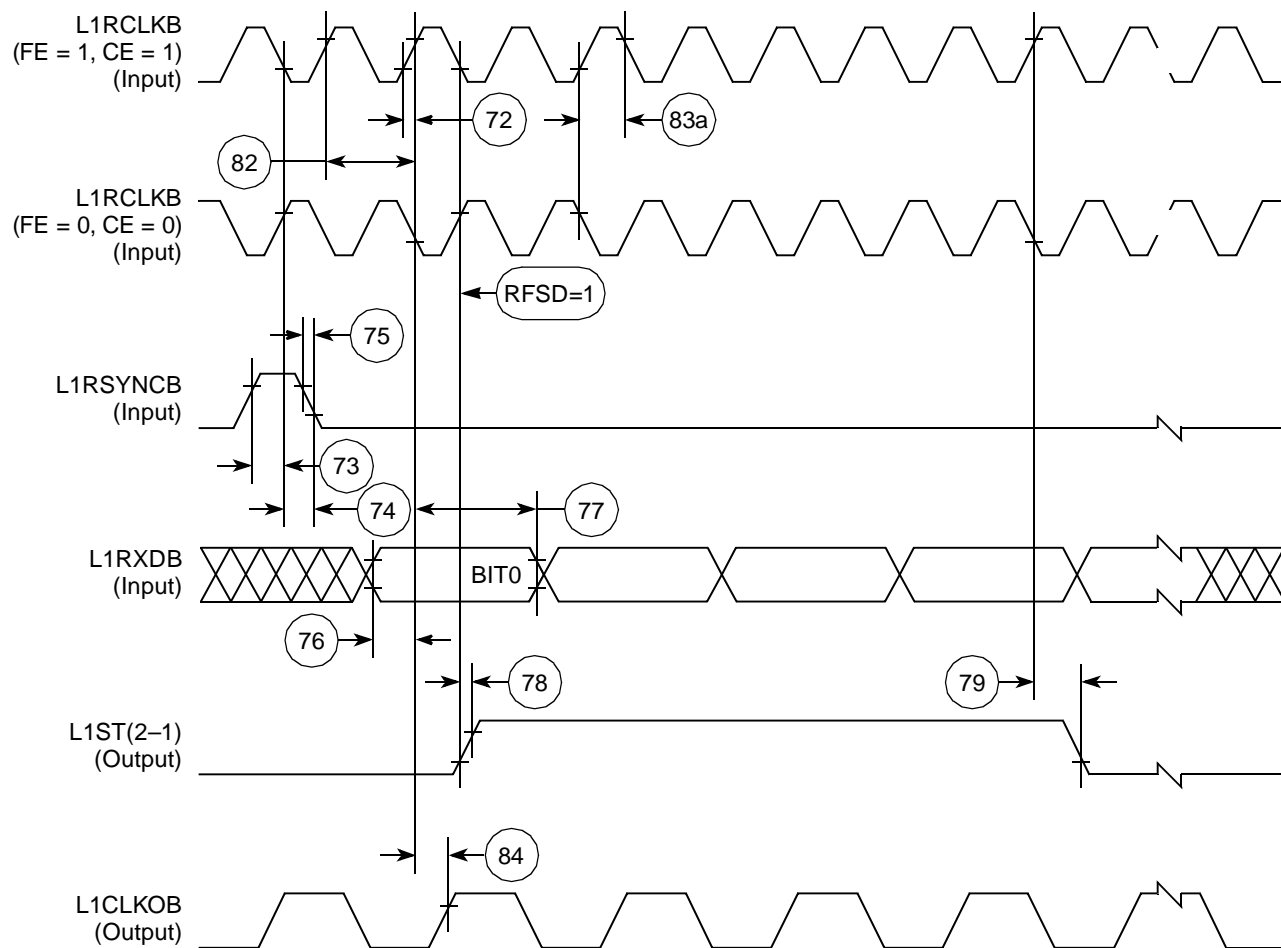 L1RCLKB
(FE = 1, CE = 1)
(Input)
72
83a
82
L1RCLKB
(FE = 0, CE = 0)
(Input)
RFSD=1
75
L1RSYNCB
(Input)
73
74
77
L1RXDB
(Input)
BIT0
76
78
79
L1ST(2–1)
(Output)
84
L1CLKOB
(Output)